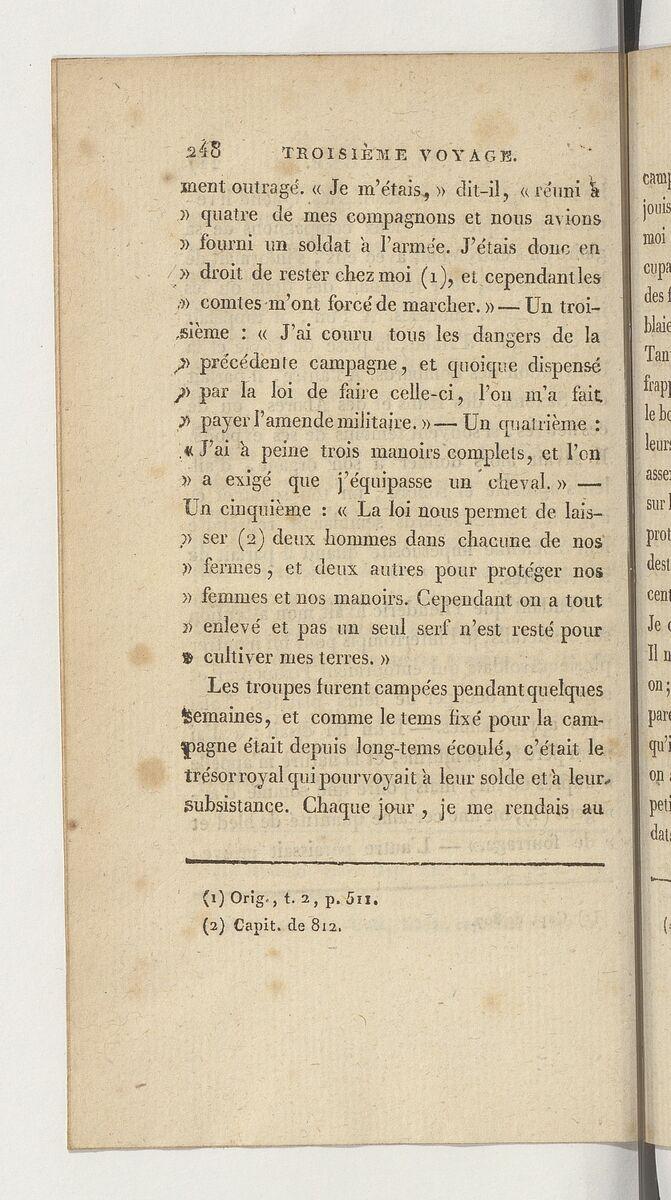 248 TROISIÈME VOYAGE.
ment outragé. « Je m'étais, » dit-il, « réuni à
» quatre de mes compagnons et nous avions
» fourni un soldat à l'armée. J'étais donc en
» droit de rester chez moi (1), et cependant les
» comtes m'ont forcé de marcher. » — Un troi-
sième : « J'ai couru tous les dangers de la
» précédente campagne, et quoique dispensé
» par la loi de faire celle-ci, l'on m'a fait
» payer l'amende militaire. » — Un quatrième :
« J'ai à peine trois manoirs complets, et l'on
» a exigé que j'équipasse un cheval. » —
Un cinquième : « La loi nous permet de lais-
» ser (2) deux hommes dans chacune de nos
» fermes, et deux autres pour protéger nos
» femmes et nos manoirs. Cependant on a tout
» enlevé et pas un seul serf n'est resté pour
» cultiver mes terres. »
Les troupes furent campées pendant quelques
semaines, et comme le tems fixé pour la cam-
pagne était depuis long-tems écoulé, c'était le
trésor royal qui pourvoyait à leur solde et à leur
subsistance. Chaque jour, je me rendais au
(1) Orig., t. 2, p. 511.
(2) Capit. de 812.
camp
jouis
moi
cupa
des f
blaie
Tan
frapp
le bo
leurs
asse
sur l
prot
dest
cent
Je
Il n
on;
pare
qu'i
on
peti
dat